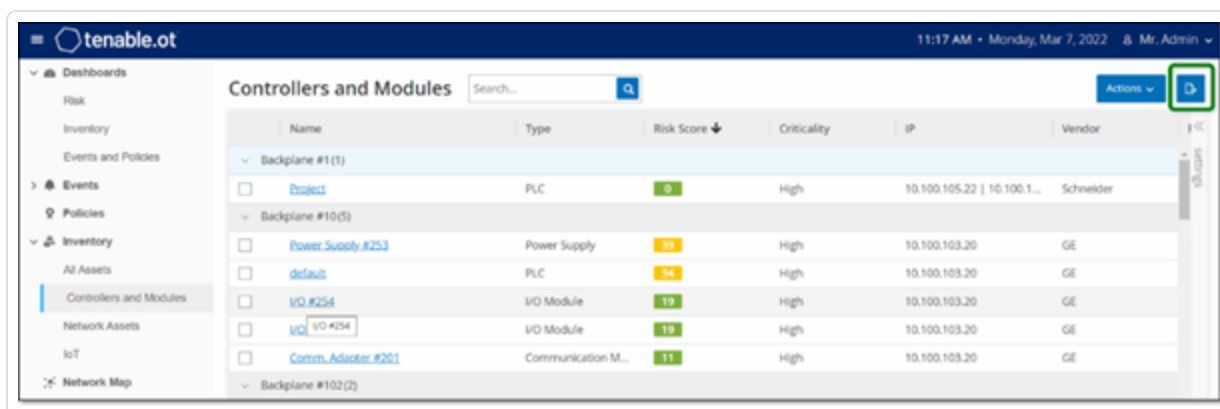 tenable.ot
11:17 AM • Monday, Mar 7, 2022 Mr. Admin
Dashboards
Risk
Inventory
Events and Policies
Events
Policies
Inventory
All Assets
Controllers and Modules
Network Assets
IoT
Network Map
Controllers and Modules Search... Actions
Name Type Risk Score Criticality IP Vendor
Backplane #1(1)
Project PLC 0 High 10.100.105.22 | 10.100.1... Schneider
Backplane #10(5)
Power Supply #253 Power Supply 39 High 10.100.103.20 GE
default PLC 54 High 10.100.103.20 GE
I/O #254 I/O Module 19 High 10.100.103.20 GE
I/O I/O #254 I/O Module 19 High 10.100.103.20 GE
Comm. Adapter #201 Communication M... 11 High 10.100.103.20 GE
Backplane #102(2)
settings